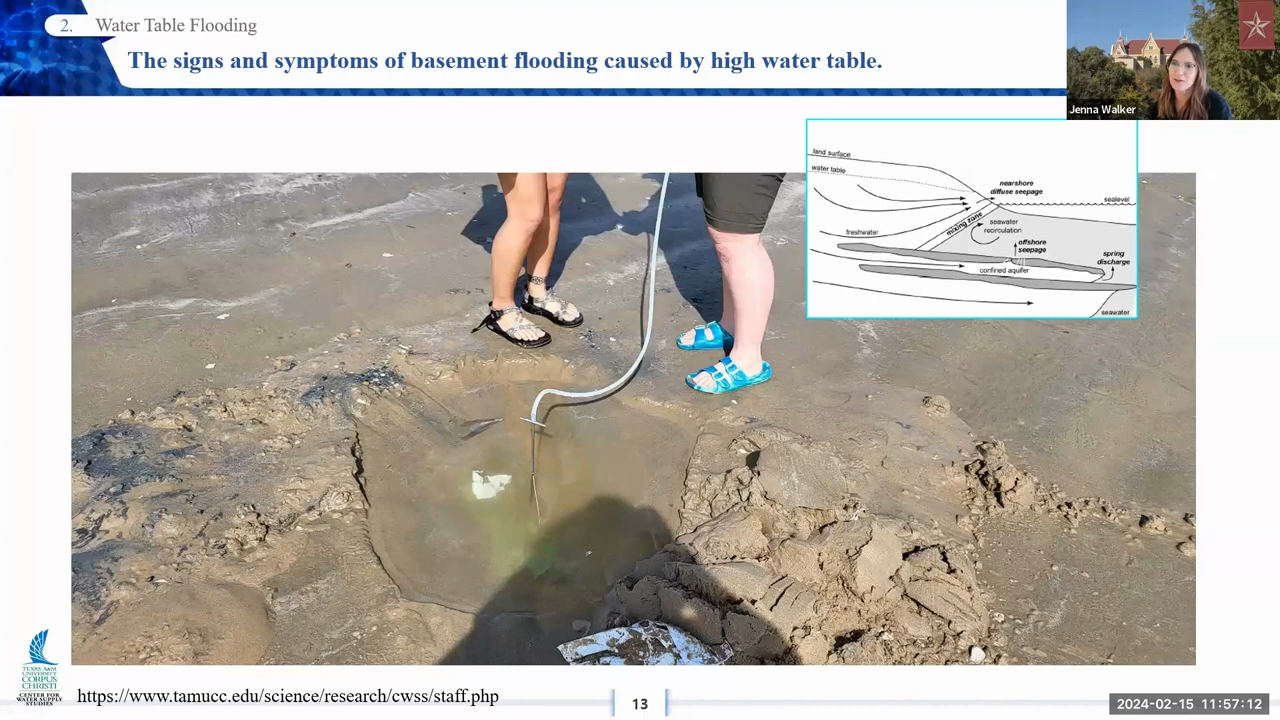 2. Water Table Flooding
The signs and symptoms of basement flooding caused by high water table.
Jenna Walker
land surface
water table
nearshore
diffuse seepage
sealevel
mixing zone
seawater
recirculation
freshwater
offshore
seepage
spring
discharge
confined aquifer
seawater
TEXAS A&M
UNIVERSITY
CORPUS
CHRISTI
CENTER FOR
WATER SUPPLY
STUDIES
https://www.tamucc.edu/science/research/cwss/staff.php
13
2024-02-15 11:57:12